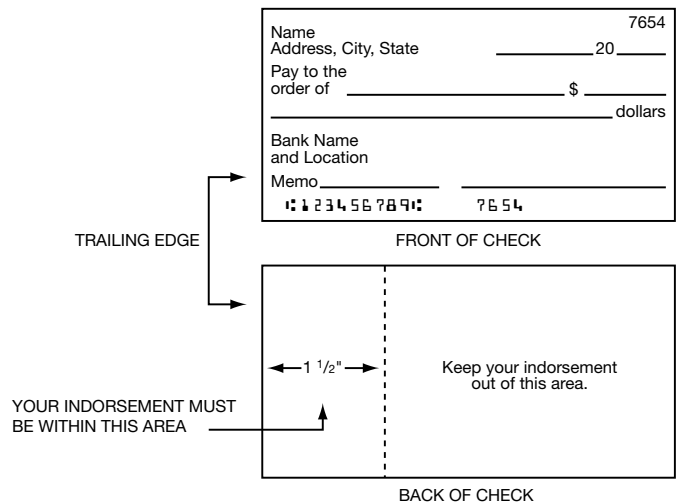 7654
Name
Address, City, State 20
Pay to the
order of $
dollars
Bank Name
and Location
Memo
⑆123456789⑆ 7654
TRAILING EDGE
FRONT OF CHECK
1 1/2"
Keep your indorsement
out of this area.
YOUR INDORSEMENT MUST
BE WITHIN THIS AREA
BACK OF CHECK